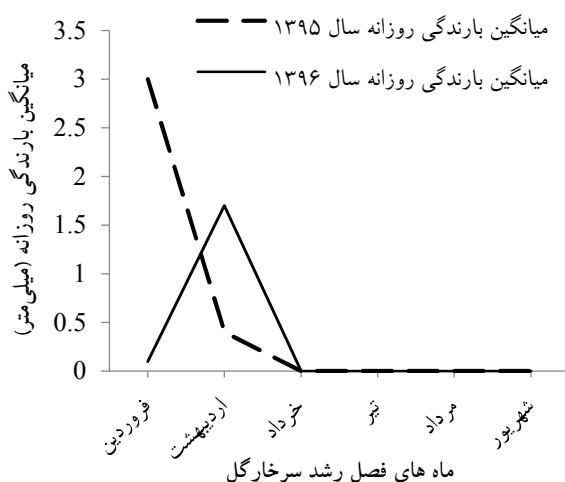 میانگین بارندگی روزانه سال ۱۳۹۵
میانگین بارندگی روزانه سال ۱۳۹۶
میانگین بارندگی روزانه (میلی‌متر)
3.5
3
2.5
2
1.5
1
0.5
0
فروردین
اردیبهشت
خرداد
تیر
مرداد
شهریور
ماه های فصل رشد سرخارگل